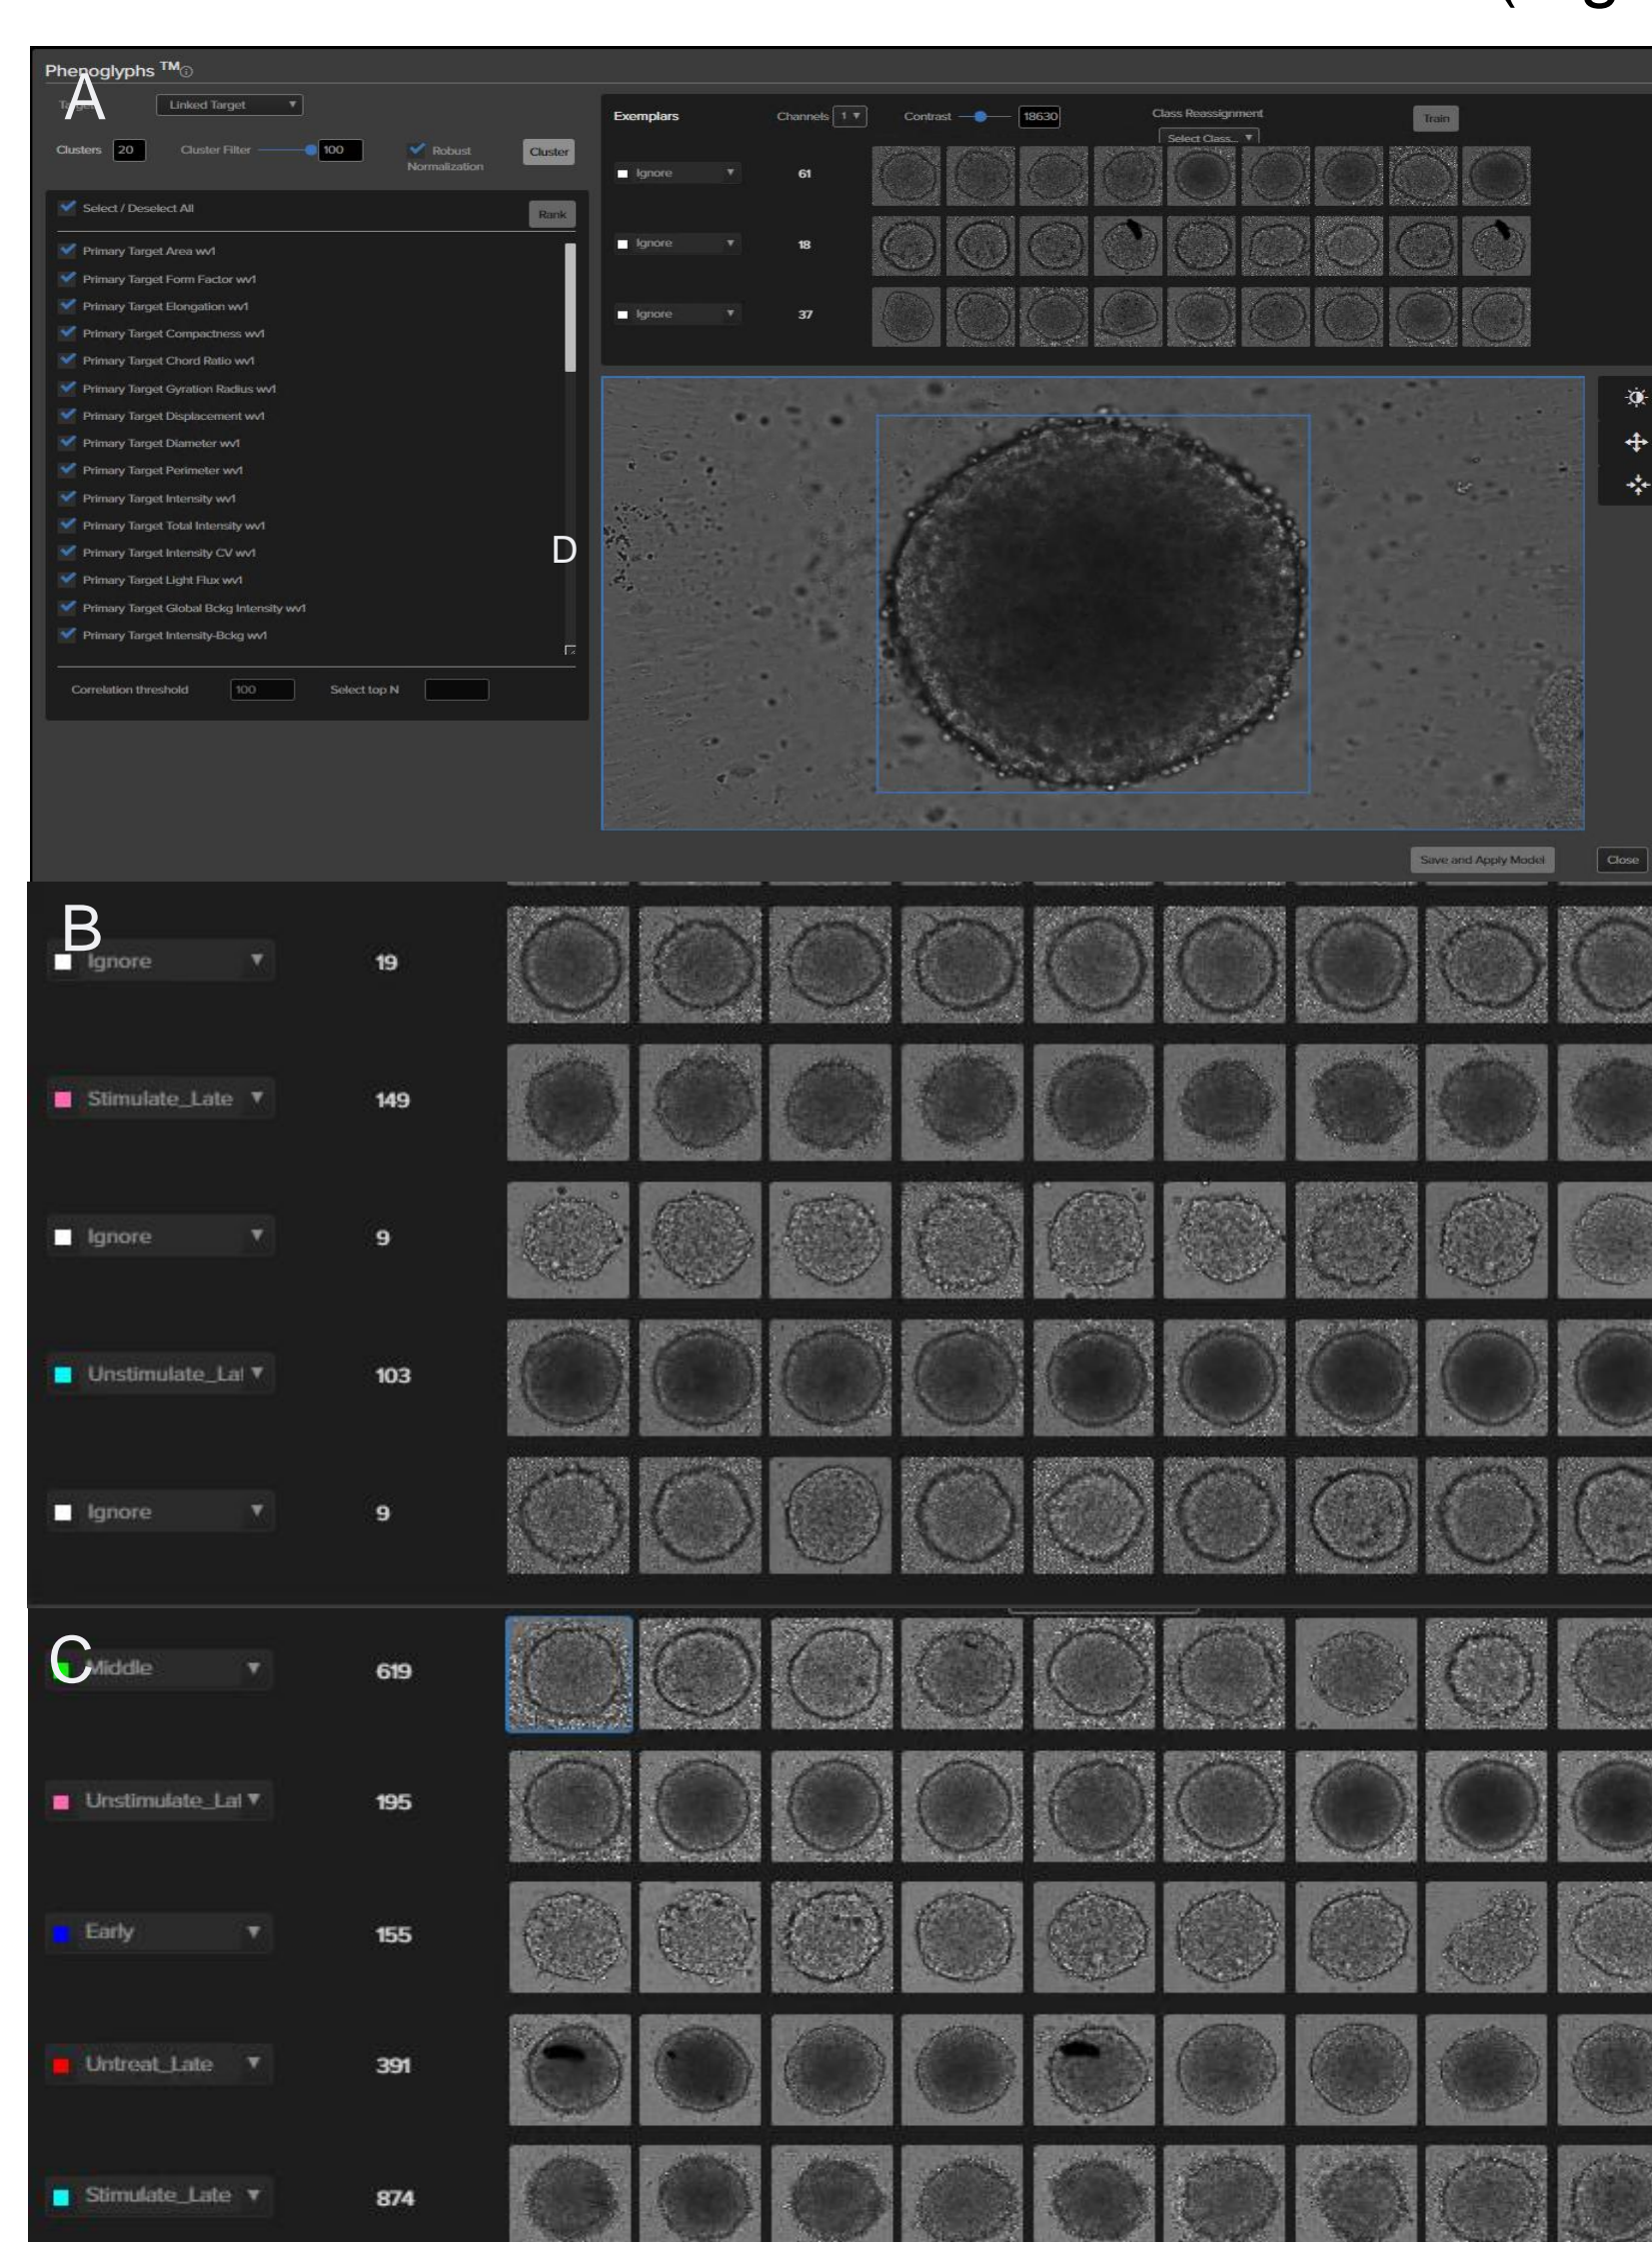 Phenoglyphs ™
A
Linked Target
Exemplars Channels 1 Contrast 18630 Class Reassignment Train
Select Class...
Clusters 20 Cluster Filter 100 Robust Normalization Cluster
Select / Deselect All Rank
Ignore 61
Ignore 18
Ignore 37
Primary Target Area wv1
Primary Target Form Factor wv1
Primary Target Elongation wv1
Primary Target Compactness wv1
Primary Target Chord Ratio wv1
Primary Target Gyration Radius wv1
Primary Target Displacement wv1
Primary Target Diameter wv1
Primary Target Perimeter wv1
Primary Target Intensity wv1
Primary Target Total Intensity wv1
Primary Target Intensity CV wv1
D
Primary Target Light Flux wv1
Primary Target Global Bckg Intensity wv1
Primary Target Intensity-Bckg wv1
Correlation threshold 100 Select top N
Save and Apply Model Close
B
Ignore 19
Stimulate_Late 149
Ignore 9
Unstimulate_Lat 103
Ignore 9
C
Middle 619
Unstimulate_Lat 195
Early 155
Untreat_Late 391
Stimulate_Late 874